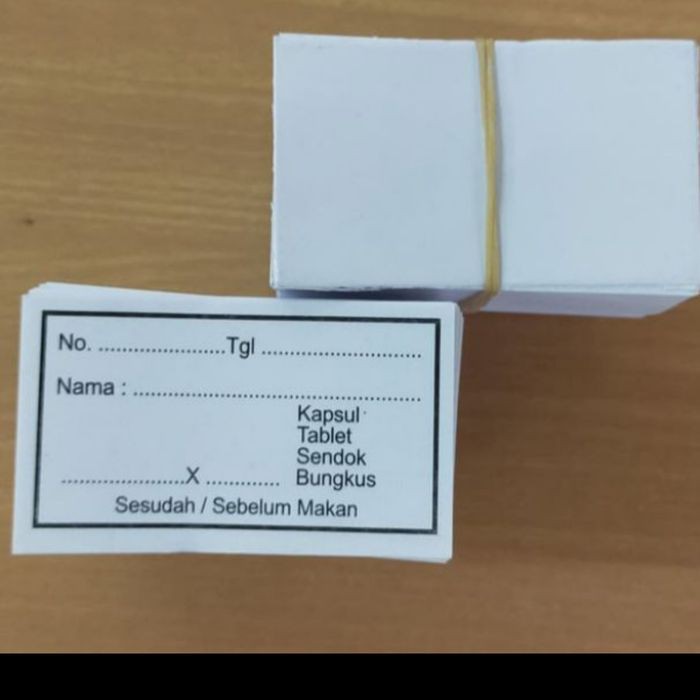 No. ......................Tgl ............................
Nama : ..................................................
Kapsul
Tablet
Sendok
......................X ............. Bungkus
Sesudah / Sebelum Makan